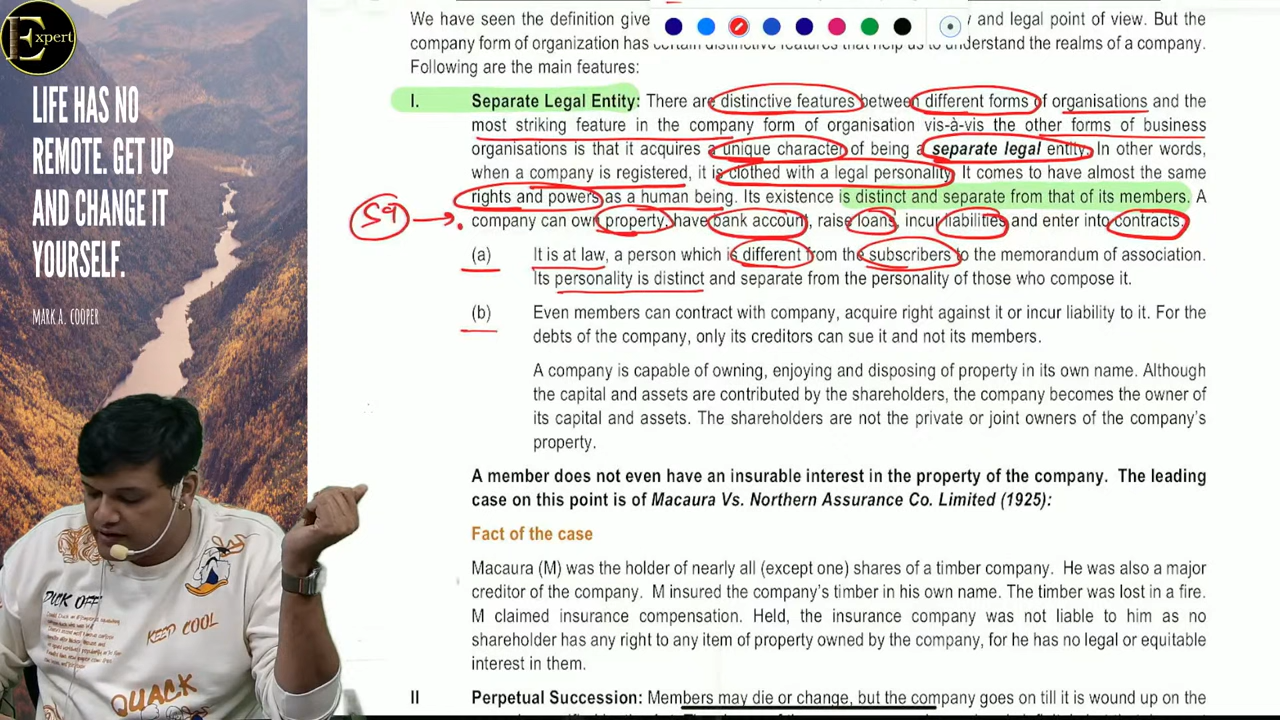 Expert
LIFE HAS NO
REMOTE. GET UP
AND CHANGE IT
YOURSELF.
MARK A. COOPER
We have seen the definition give
y and legal point of view. But the
company form of organization has certain distinctive features that help us to understand the realms of a company.
Following are the main features:
I. Separate Legal Entity: There are distinctive features between different forms of organisations and the
most striking feature in the company form of organisation vis-à-vis the other forms of business
organisations is that it acquires a unique character of being a separate legal entity. In other words,
when a company is registered, it is clothed with a legal personality. It comes to have almost the same
rights and powers as a human being. Its existence is distinct and separate from that of its members. A
company can own property, have bank account, raise loans, incur liabilities and enter into contracts.
(a) It is at law, a person which is different from the subscribers to the memorandum of association.
Its personality is distinct and separate from the personality of those who compose it.
(b) Even members can contract with company, acquire right against it or incur liability to it. For the
debts of the company, only its creditors can sue it and not its members.
A company is capable of owning, enjoying and disposing of property in its own name. Although
the capital and assets are contributed by the shareholders, the company becomes the owner of
its capital and assets. The shareholders are not the private or joint owners of the company's
property.
A member does not even have an insurable interest in the property of the company. The leading
case on this point is of Macaura Vs. Northern Assurance Co. Limited (1925):
Fact of the case
Macaura (M) was the holder of nearly all (except one) shares of a timber company. He was also a major
creditor of the company. M insured the company's timber in his own name. The timber was lost in a fire.
M claimed insurance compensation. Held, the insurance company was not liable to him as no
shareholder has any right to any item of property owned by the company, for he has no legal or equitable
interest in them.
II Perpetual Succession: Members may die or change, but the company goes on till it is wound up on the
DUCK OFF
KEEP COOL
QUACK